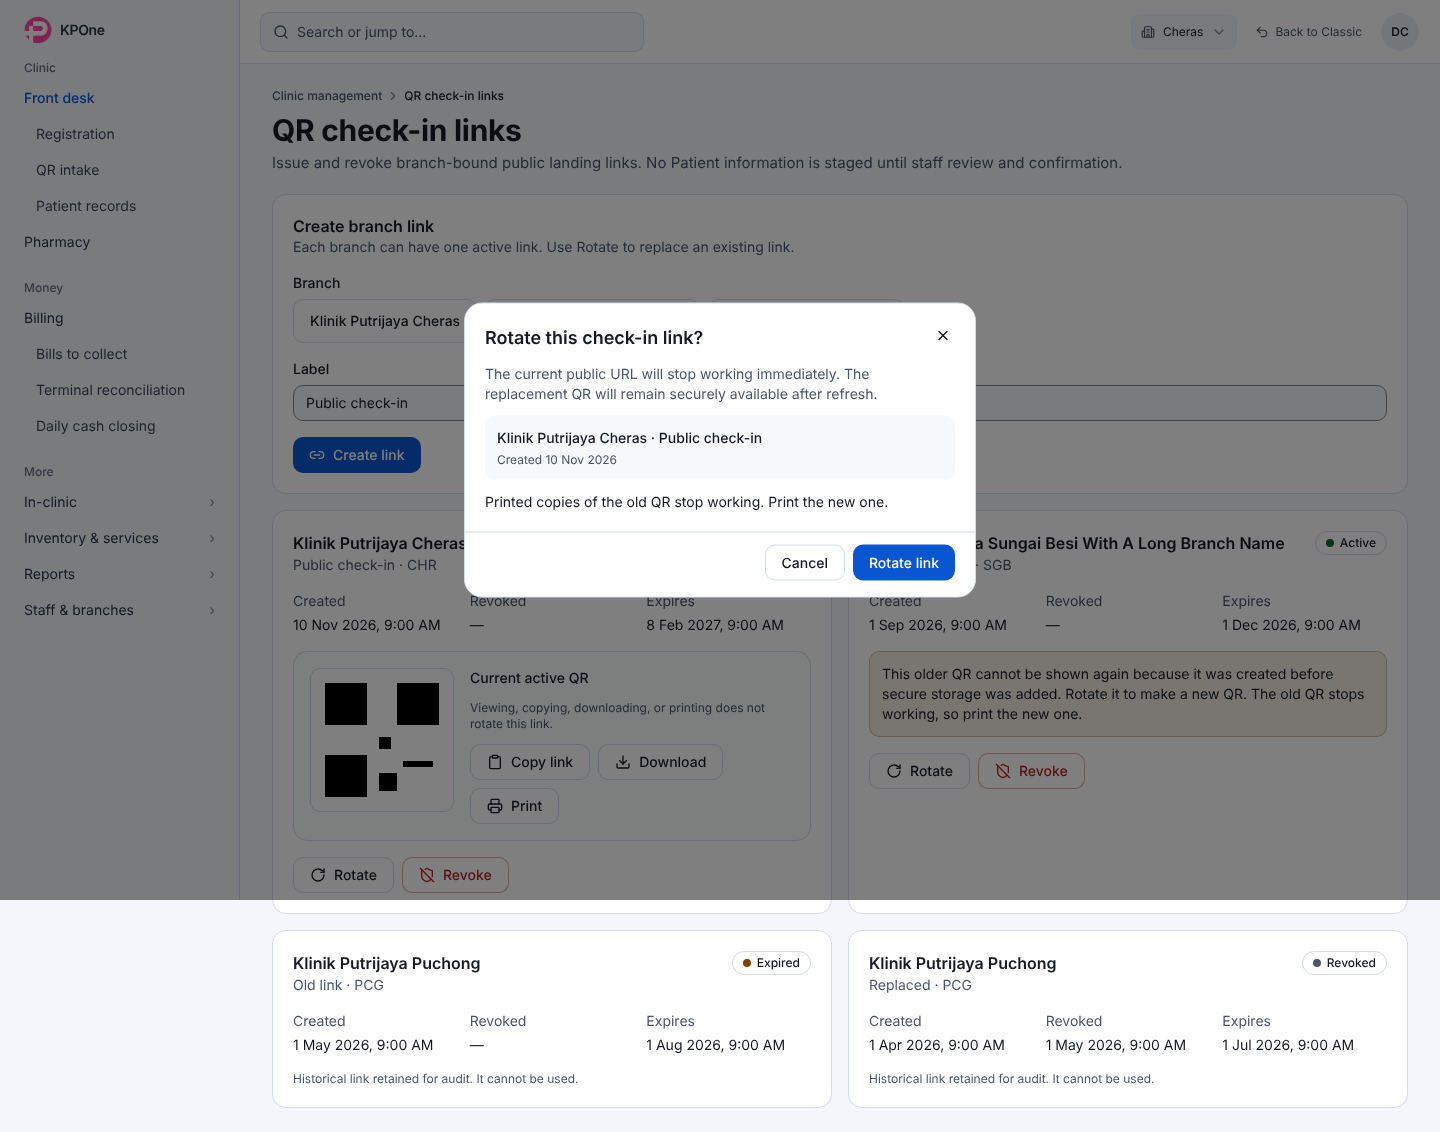 KPOne
Search or jump to...
Cheras
Back to Classic
DC
Clinic
Front desk
Registration
QR intake
Patient records
Pharmacy
Money
Billing
Bills to collect
Terminal reconciliation
Daily cash closing
More
In-clinic
Inventory & services
Reports
Staff & branches
Clinic management
QR check-in links
QR check-in links
Issue and revoke branch-bound public landing links. No Patient information is staged until staff review and confirmation.
Create branch link
Each branch can have one active link. Use Rotate to replace an existing link.
Branch
Klinik Putrijaya Cheras
Label
Public check-in
Create link
Rotate this check-in link?
The current public URL will stop working immediately. The
replacement QR will remain securely available after refresh.
Klinik Putrijaya Cheras · Public check-in
Created 10 Nov 2026
Printed copies of the old QR stop working. Print the new one.
Cancel
Rotate link
Klinik Putrijaya Cheras
Public check-in · CHR
Created
Revoked
Expires
10 Nov 2026, 9:00 AM
—
8 Feb 2027, 9:00 AM
Current active QR
Viewing, copying, downloading, or printing does not
rotate this link.
Copy link
Download
Print
Rotate
Revoke
a Sungai Besi With A Long Branch Name
Active
· SGB
Created
Revoked
Expires
1 Sep 2026, 9:00 AM
—
1 Dec 2026, 9:00 AM
This older QR cannot be shown again because it was created before
secure storage was added. Rotate it to make a new QR. The old QR stops
working, so print the new one.
Rotate
Revoke
Klinik Putrijaya Puchong
Expired
Old link · PCG
Created
Revoked
Expires
1 May 2026, 9:00 AM
—
1 Aug 2026, 9:00 AM
Historical link retained for audit. It cannot be used.
Klinik Putrijaya Puchong
Revoked
Replaced · PCG
Created
Revoked
Expires
1 Apr 2026, 9:00 AM
1 May 2026, 9:00 AM
1 Jul 2026, 9:00 AM
Historical link retained for audit. It cannot be used.